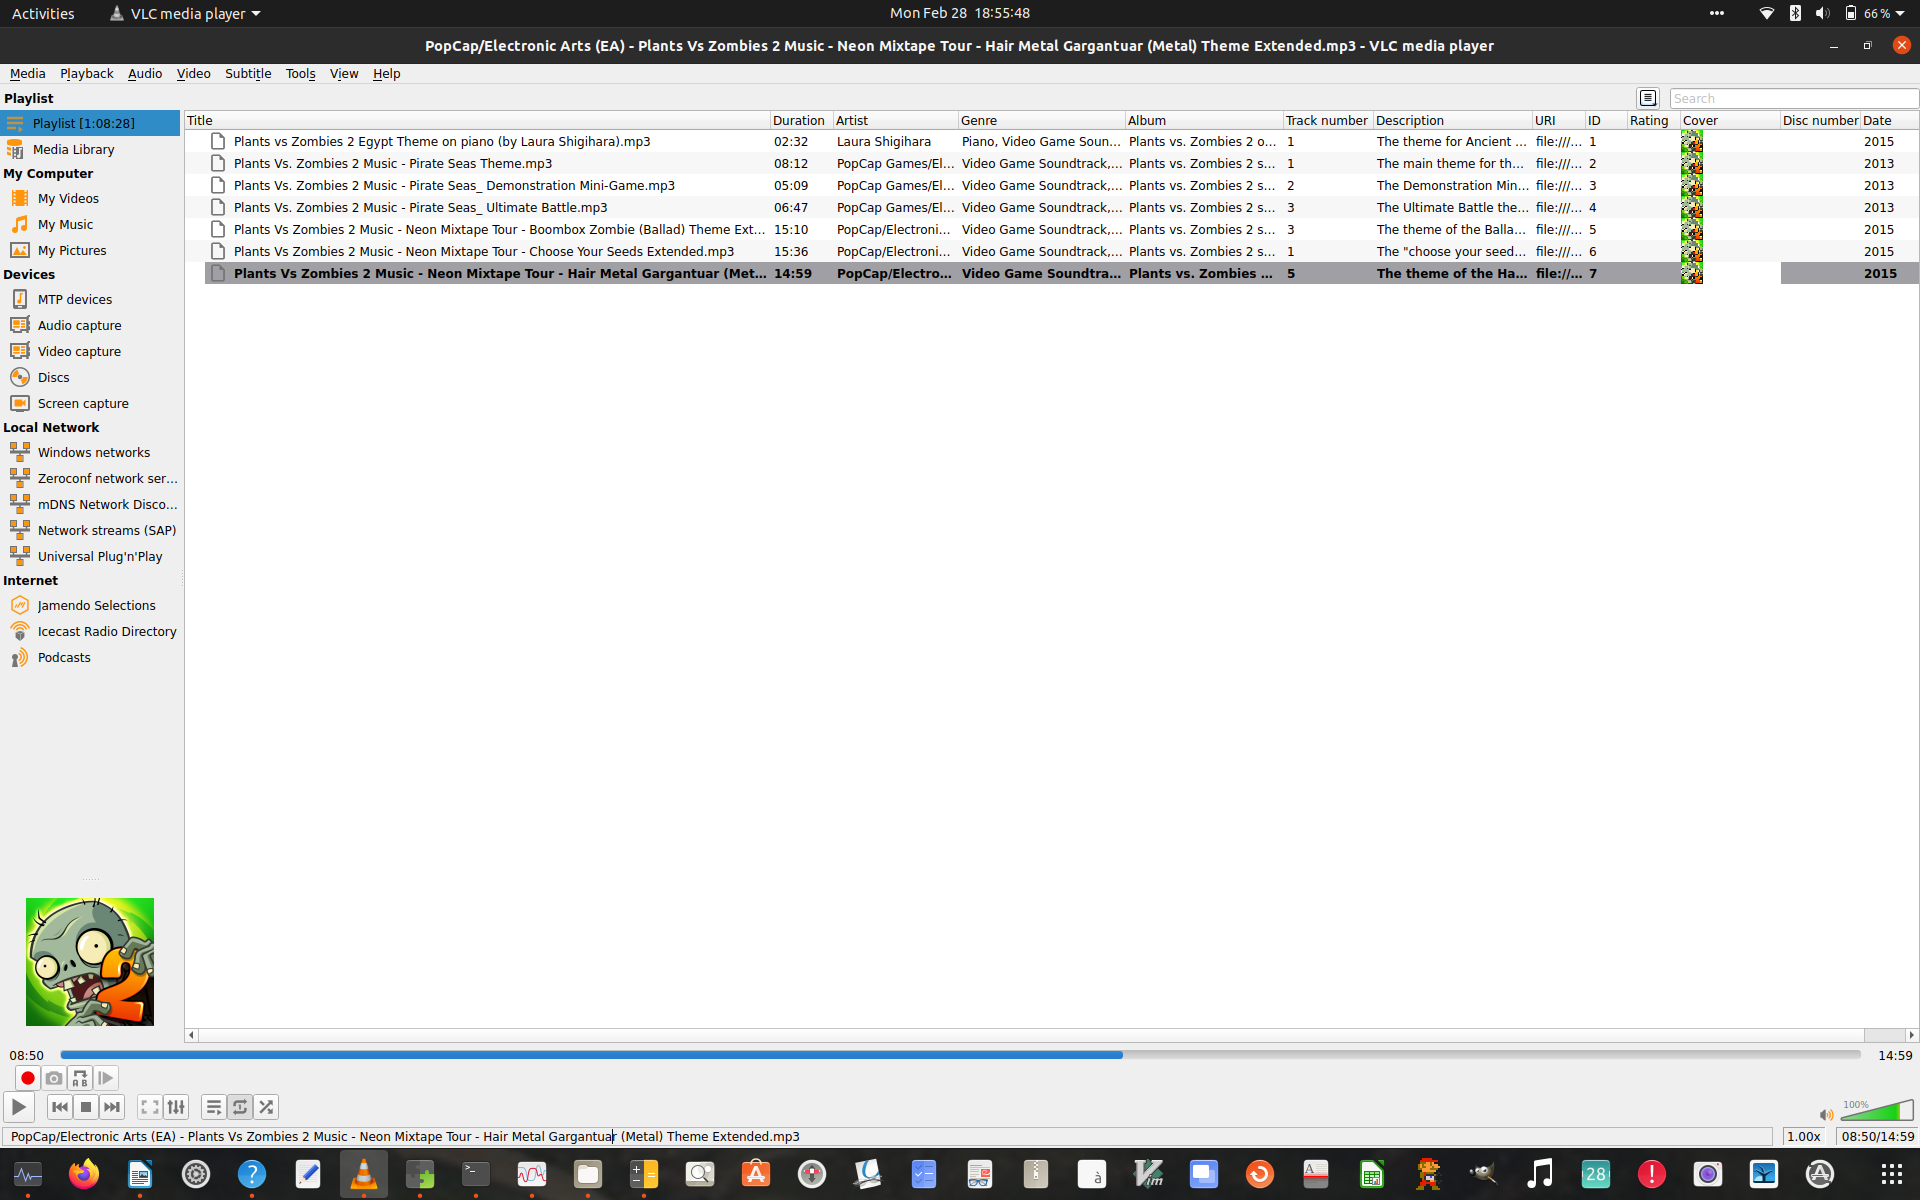 Activities VLC media player Mon Feb 28 18:55:48 66 %
PopCap/Electronic Arts (EA) - Plants Vs Zombies 2 Music - Neon Mixtape Tour - Hair Metal Gargantuar (Metal) Theme Extended.mp3 - VLC media player
Media Playback Audio Video Subtitle Tools View Help
Playlist
Search
Playlist [1:08:28]
Media Library
My Computer
My Videos
My Music
My Pictures
Devices
MTP devices
Audio capture
Video capture
Discs
Screen capture
Local Network
Windows networks
Zeroconf network ser...
mDNS Network Disco...
Network streams (SAP)
Universal Plug'n'Play
Internet
Jamendo Selections
Icecast Radio Directory
Podcasts
Title Duration Artist Genre Album Track number Description URI ID Rating Cover Disc number Date
Plants vs Zombies 2 Egypt Theme on piano (by Laura Shigihara).mp3 02:32 Laura Shigihara Piano, Video Game Soun... Plants vs. Zombies 2 o... 1 The theme for Ancient ... file:///... 1 2015
Plants Vs. Zombies 2 Music - Pirate Seas Theme.mp3 08:12 PopCap Games/El... Video Game Soundtrack,... Plants vs. Zombies 2 s... 1 The main theme for th... file:///... 2 2013
Plants Vs. Zombies 2 Music - Pirate Seas_ Demonstration Mini-Game.mp3 05:09 PopCap Games/El... Video Game Soundtrack,... Plants vs. Zombies 2 s... 2 The Demonstration Min... file:///... 3 2013
Plants Vs. Zombies 2 Music - Pirate Seas_ Ultimate Battle.mp3 06:47 PopCap Games/El... Video Game Soundtrack,... Plants vs. Zombies 2 s... 3 The Ultimate Battle the... file:///... 4 2013
Plants Vs Zombies 2 Music - Neon Mixtape Tour - Boombox Zombie (Ballad) Theme Ext... 15:10 PopCap/Electroni... Video Game Soundtrack,... Plants vs. Zombies 2 s... 3 The theme of the Balla... file:///... 5 2015
Plants Vs Zombies 2 Music - Neon Mixtape Tour - Choose Your Seeds Extended.mp3 15:36 PopCap/Electroni... Video Game Soundtrack,... Plants vs. Zombies 2 s... 1 The "choose your seed... file:///... 6 2015
Plants Vs Zombies 2 Music - Neon Mixtape Tour - Hair Metal Gargantuar (Met... 14:59 PopCap/Electro... Video Game Soundtra... Plants vs. Zombies ... 5 The theme of the Ha... file://... 7 2015
2
08:50 14:59
A B
100%
PopCap/Electronic Arts (EA) - Plants Vs Zombies 2 Music - Neon Mixtape Tour - Hair Metal Gargantuar (Metal) Theme Extended.mp3 1.00x 08:50/14:59
? >_ à Vim A 28 !